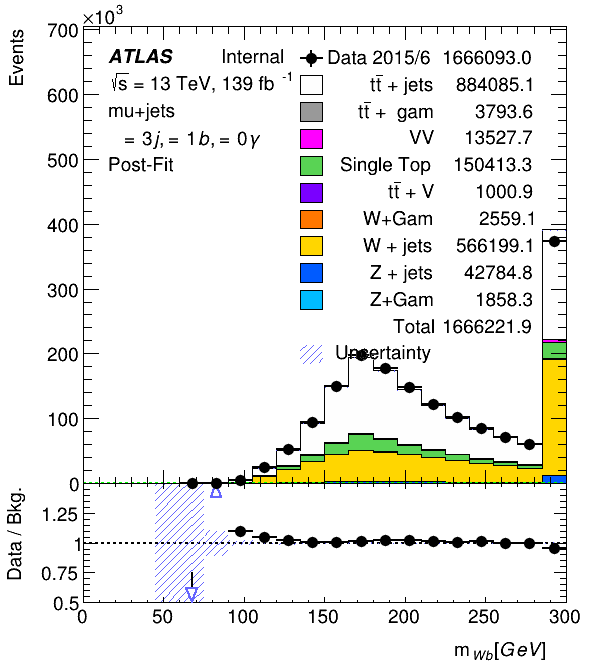 ×10³
Events
700
600
500
400
300
200
100
0
ATLAS Internal
√s = 13 TeV, 139 fb⁻¹
mu+jets
= 3j, = 1b, = 0γ
Post-Fit
Data 2015/6 1666093.0
tt̄ + jets 884085.1
tt̄ + gam 3793.6
VV 13527.7
Single Top 150413.3
tt̄ + V 1000.9
W+Gam 2559.1
W + jets 566199.1
Z + jets 42784.8
Z+Gam 1858.3
Total 1666221.9
Uncertainty
Data / Bkg.
1.25
1
0.75
0.5
0 50 100 150 200 250 300
m_Wb[GeV]